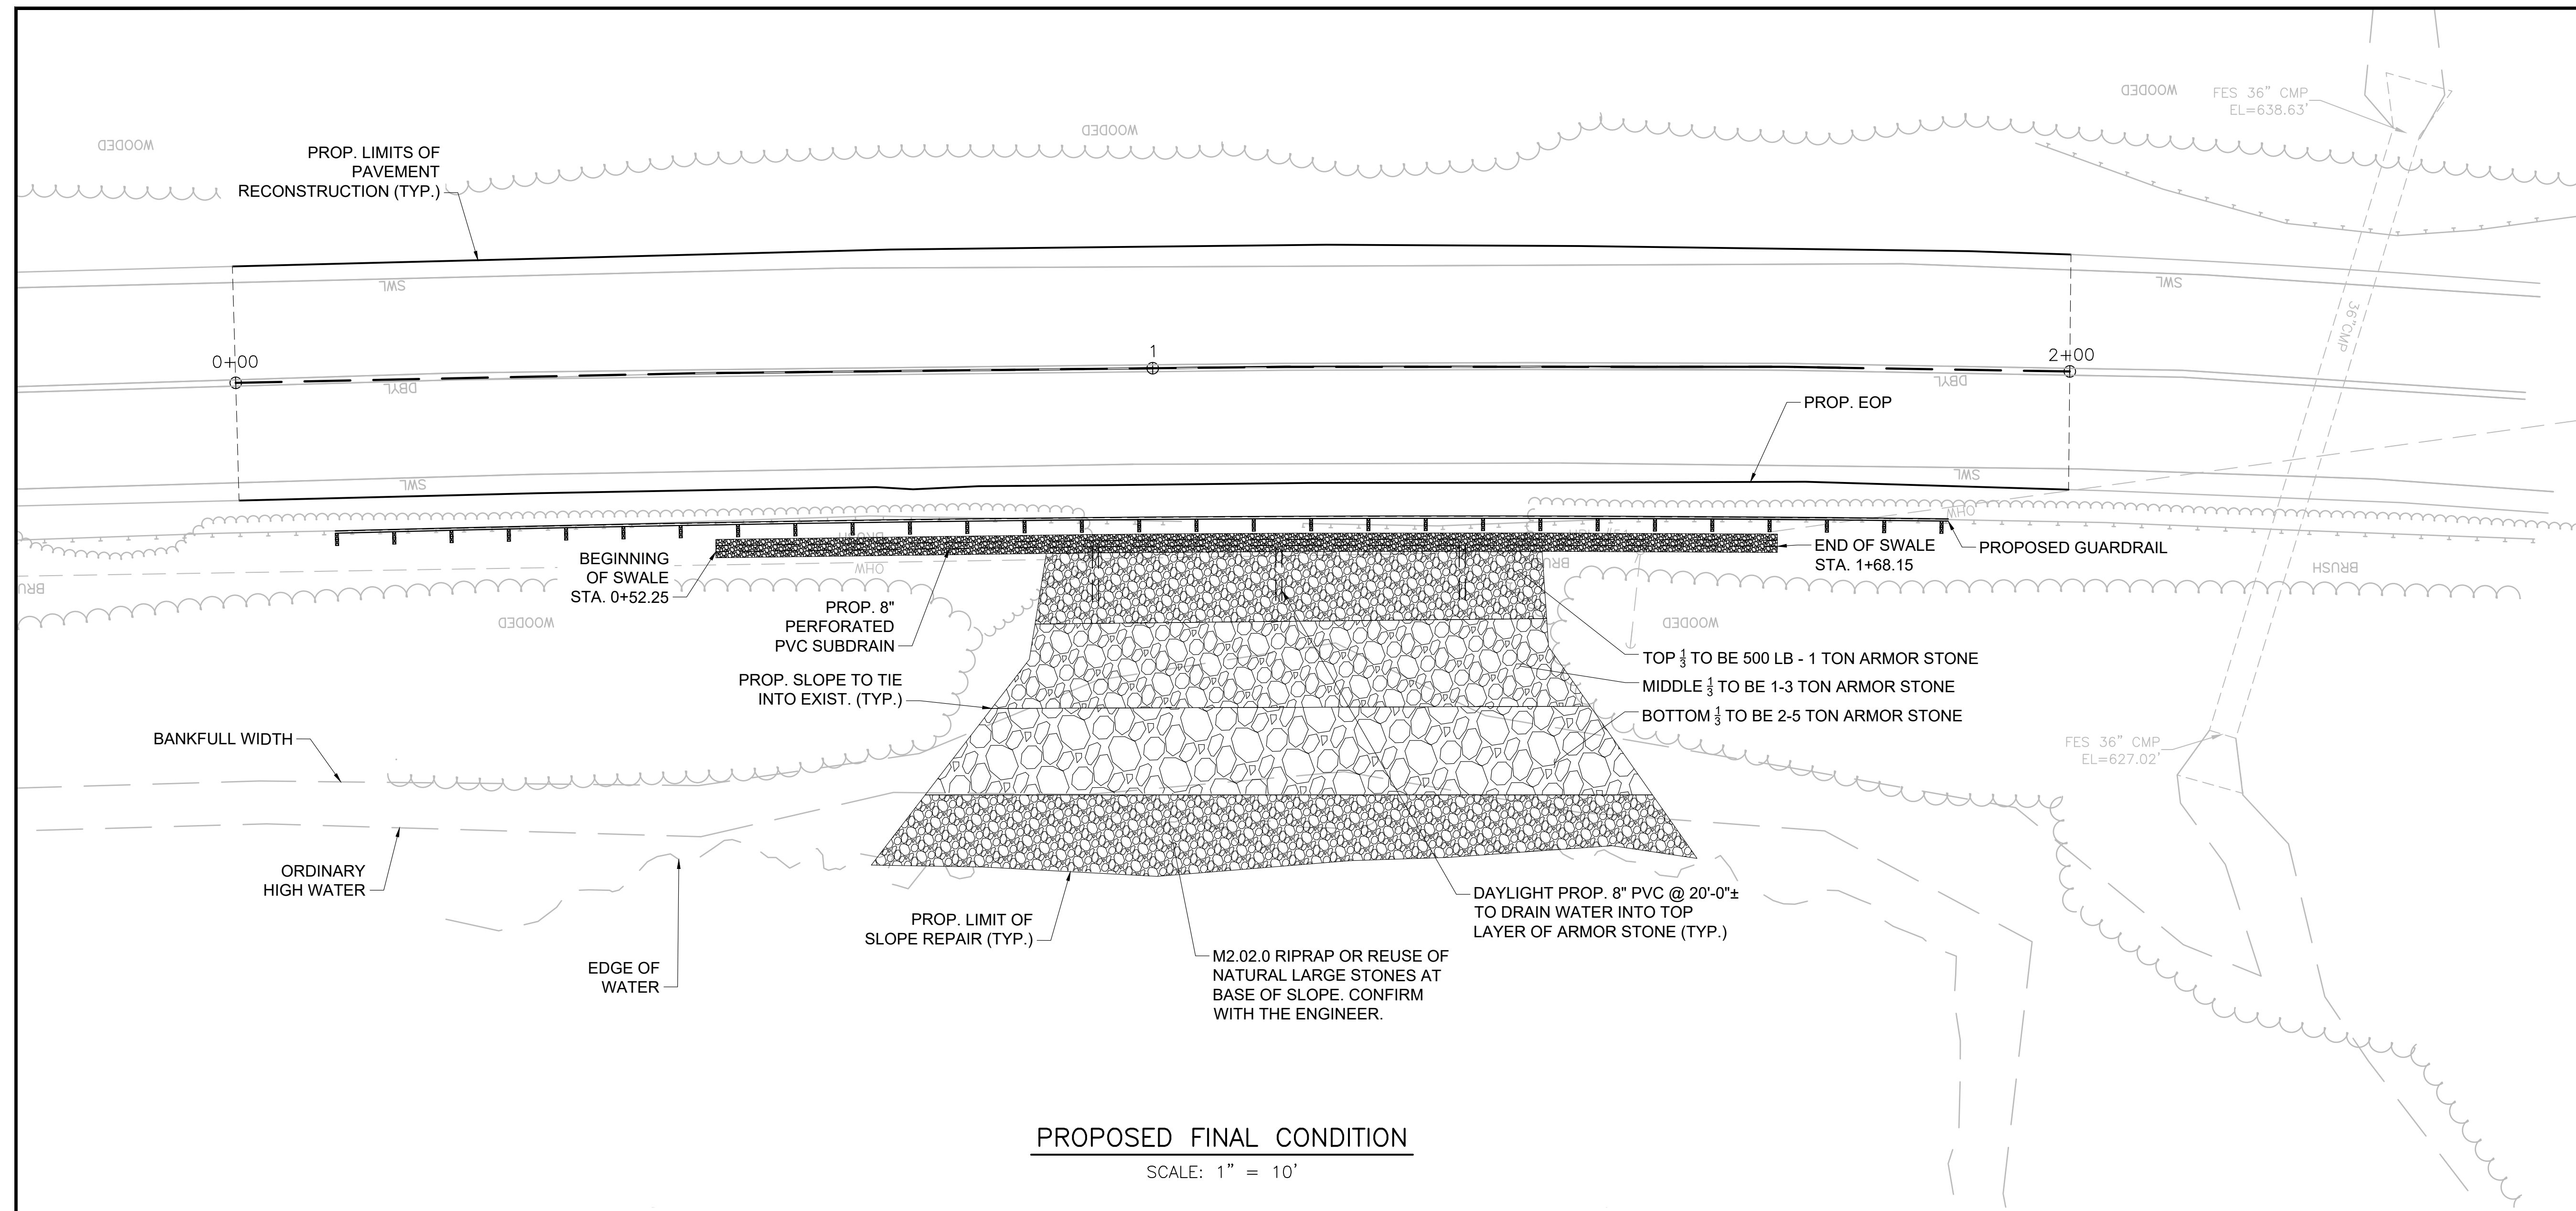 WOODED
WOODED
WOODED
FES 36" CMP
EL=638.63'
PROP. LIMITS OF
PAVEMENT
RECONSTRUCTION (TYP.)
SWL
SWL
36"CMP
0+00
1
2+00
DBYL
DBYL
PROP. EOP
SWL
SWL
OHW
BRUSH
BEGINNING
OF SWALE
STA. 0+52.25
OHW
BRUSH
END OF SWALE
STA. 1+68.15
PROPOSED GUARDRAIL
BRUSH
WOODED
WOODED
PROP. 8"
PERFORATED
PVC SUBDRAIN
PROP. SLOPE TO TIE
INTO EXIST. (TYP.)
TOP 1/3 TO BE 500 LB - 1 TON ARMOR STONE
MIDDLE 1/3 TO BE 1-3 TON ARMOR STONE
BOTTOM 1/3 TO BE 2-5 TON ARMOR STONE
BANKFULL WIDTH
FES 36" CMP
EL=627.02'
ORDINARY
HIGH WATER
PROP. LIMIT OF
SLOPE REPAIR (TYP.)
DAYLIGHT PROP. 8" PVC @ 20'-0"±
TO DRAIN WATER INTO TOP
LAYER OF ARMOR STONE (TYP.)
EDGE OF
WATER
M2.02.0 RIPRAP OR REUSE OF
NATURAL LARGE STONES AT
BASE OF SLOPE. CONFIRM
WITH THE ENGINEER.
PROPOSED FINAL CONDITION
SCALE: 1" = 10'